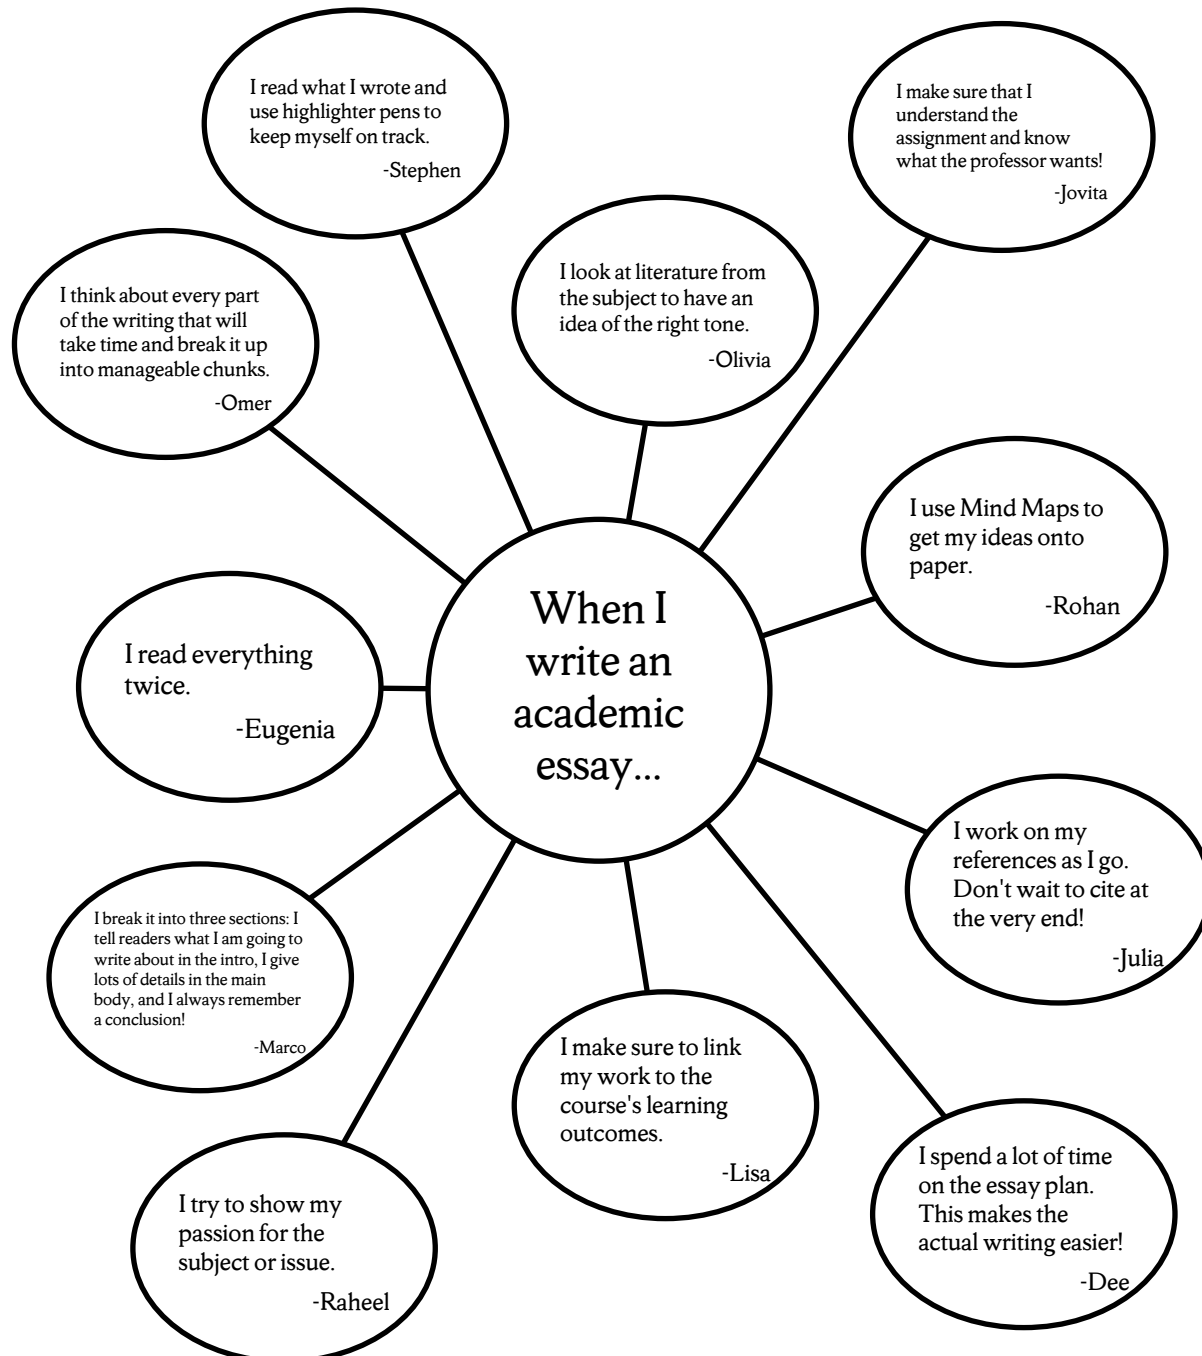 I read what I wrote and
use highlighter pens to
keep myself on track.
-Stephen
I make sure that I
understand the
assignment and know
what the professor wants!
-Jovita
I think about every part
of the writing that will
take time and break it up
into manageable chunks.
-Omer
I look at literature from
the subject to have an
idea of the right tone.
-Olivia
I use Mind Maps to
get my ideas onto
paper.
-Rohan
When I
write an
academic
essay...
I read everything
twice.
-Eugenia
I work on my
references as I go.
Don't wait to cite at
the very end!
-Julia
I break it into three sections: I
tell readers what I am going to
write about in the intro, I give
lots of details in the main
body, and I always remember
a conclusion!
-Marco
I make sure to link
my work to the
course's learning
outcomes.
-Lisa
I spend a lot of time
on the essay plan.
This makes the
actual writing easier!
-Dee
I try to show my
passion for the
subject or issue.
-Raheel